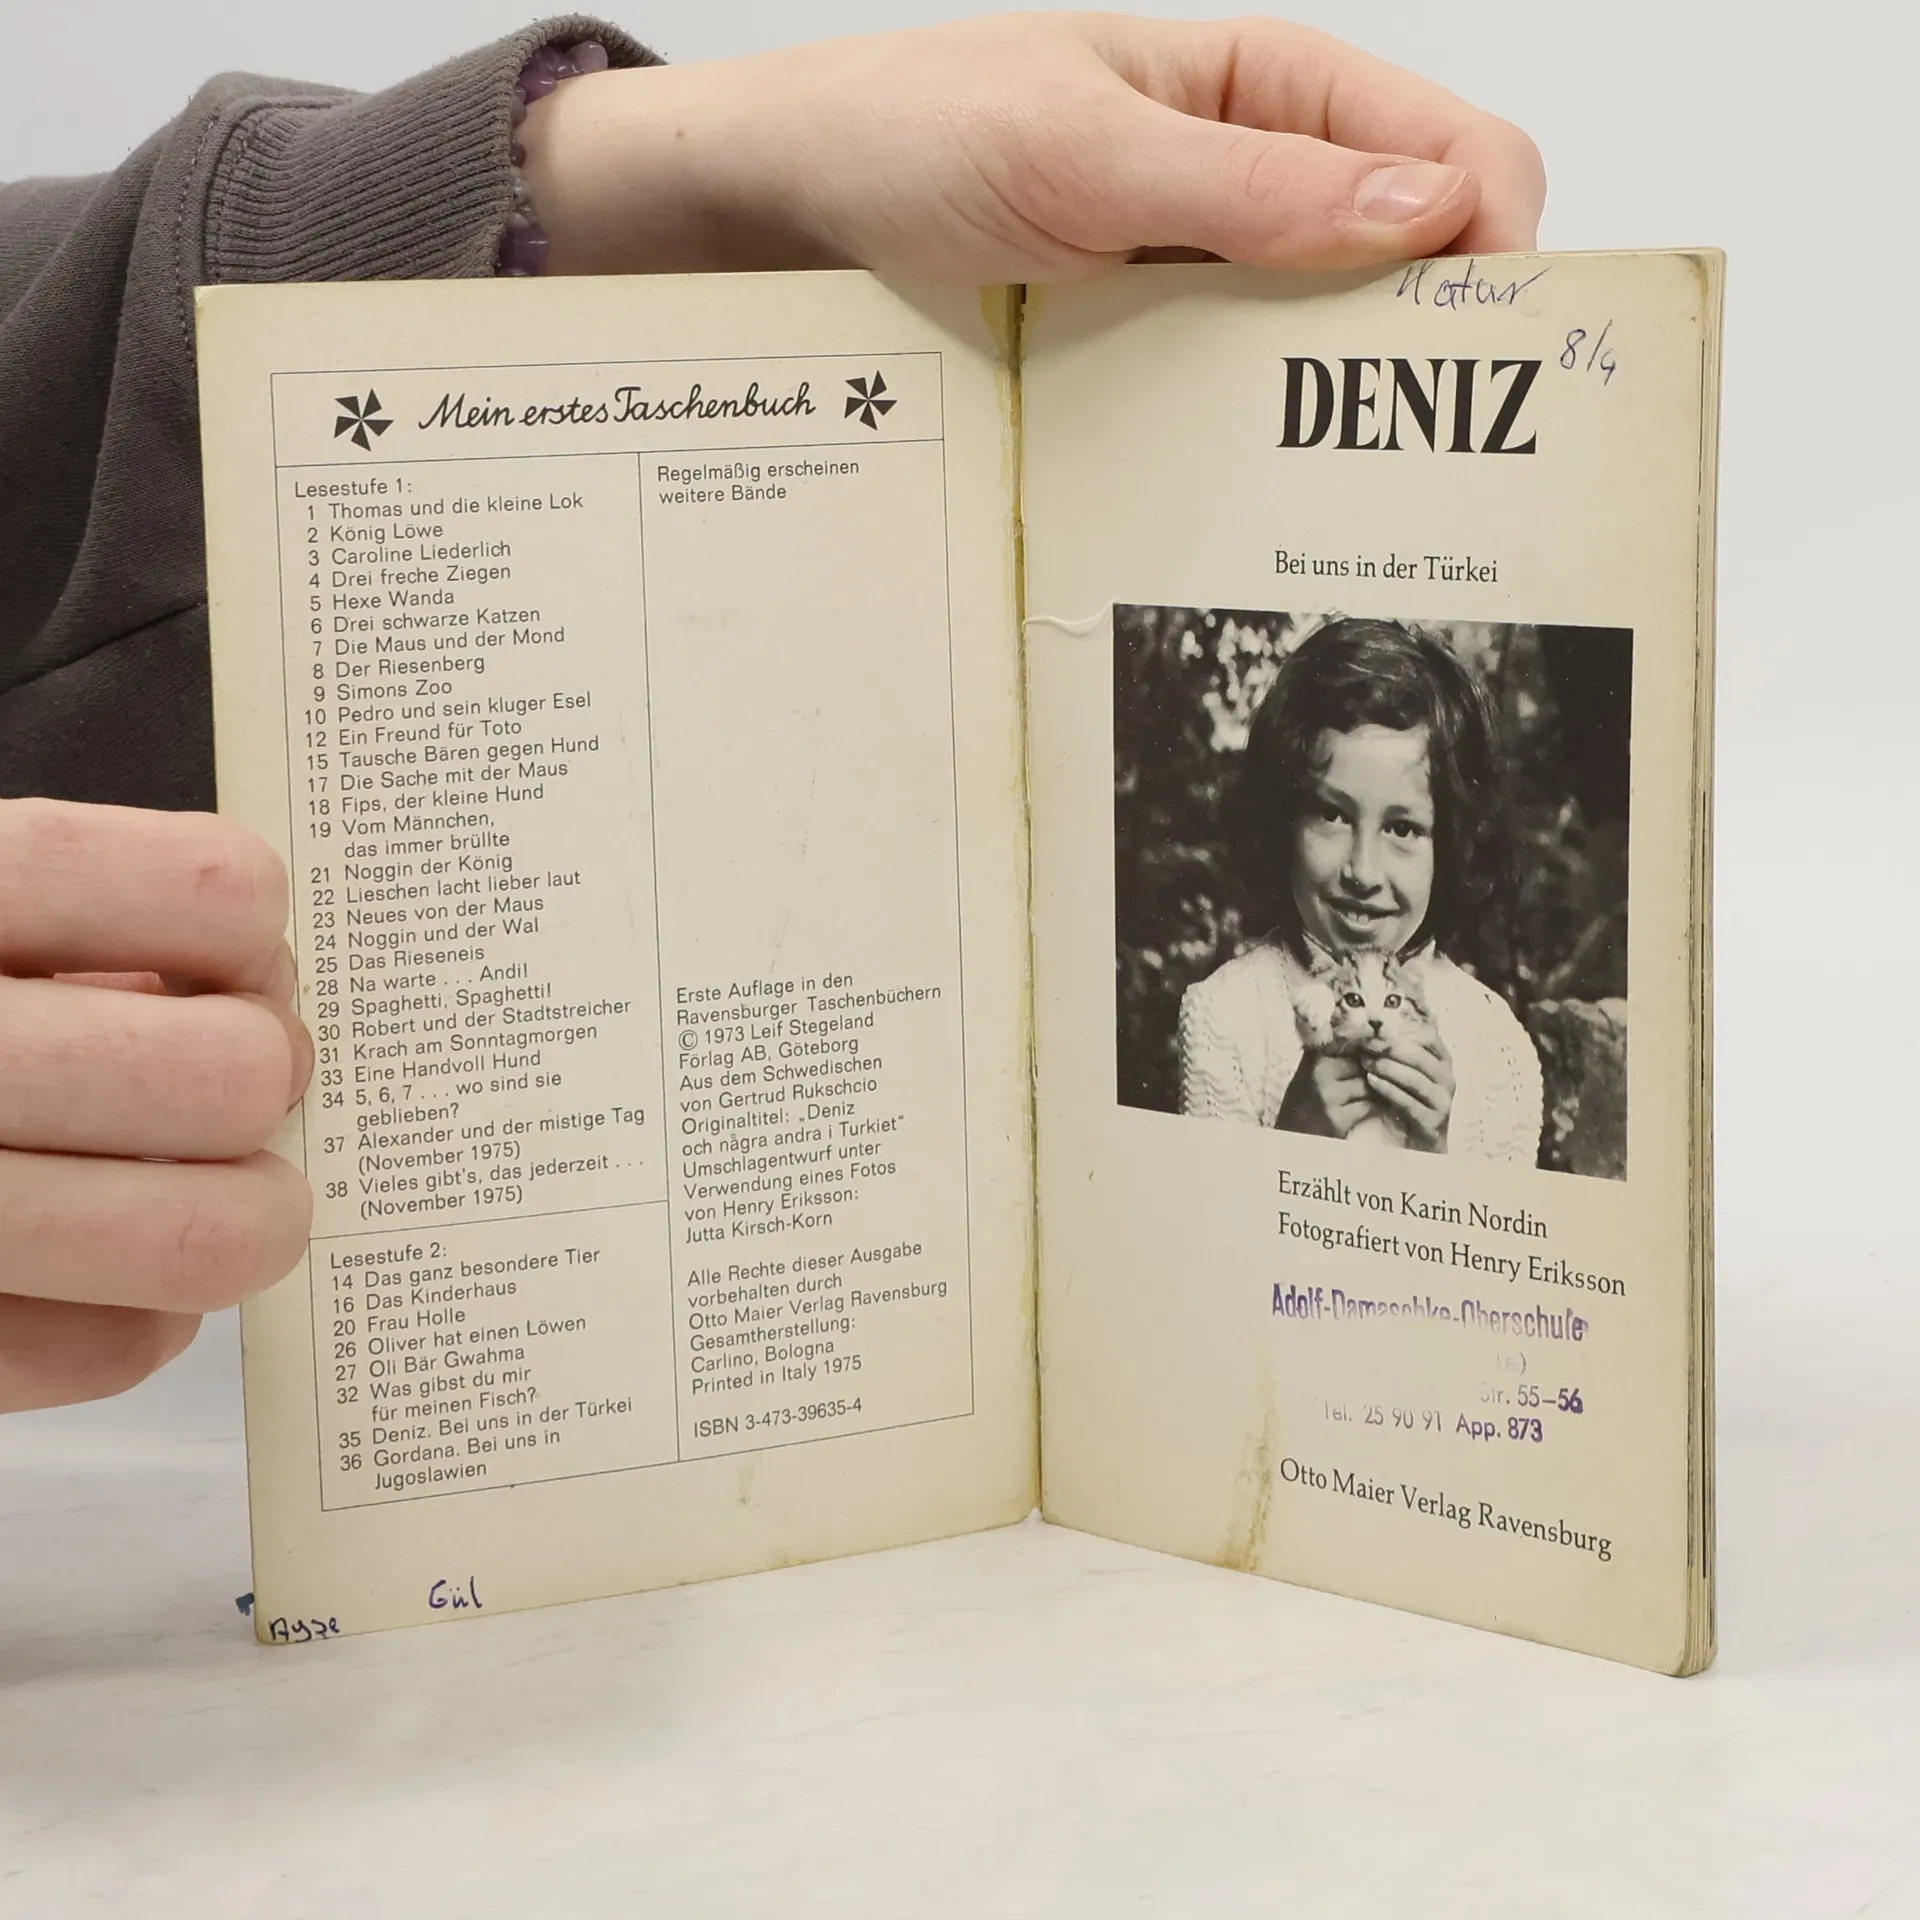 Mein erstes Taschenbuch
Lesestufe 1:
1 Thomas und die kleine Lok
2 König Löwe
3 Caroline Liederlich
4 Drei freche Ziegen
5 Hexe Wanda
6 Drei schwarze Katzen
7 Die Maus und der Mond
8 Der Riesenberg
9 Simons Zoo
10 Pedro und sein kluger Esel
12 Ein Freund für Toto
15 Tausche Bären gegen Hund
17 Die Sache mit der Maus
18 Fips, der kleine Hund
19 Vom Männchen,
das immer brüllte
21 Noggin der König
22 Lieschen lacht lieber laut
23 Neues von der Maus
24 Noggin und der Wal
25 Das Rieseneis
28 Na warte . . . Andi!
29 Spaghetti, Spaghetti!
30 Robert und der Stadtstreicher
31 Krach am Sonntagmorgen
33 Eine Handvoll Hund
34 5, 6, 7 . . . wo sind sie
geblieben?
37 Alexander und der mistige Tag
(November 1975)
38 Vieles gibt's, das jederzeit . . .
(November 1975)
Lesestufe 2:
14 Das ganz besondere Tier
16 Das Kinderhaus
20 Frau Holle
26 Oliver hat einen Löwen
27 Oli Bär Gwahma
32 Was gibst du mir
für meinen Fisch?
35 Deniz. Bei uns in der Türkei
36 Gordana. Bei uns in
Jugoslawien
Regelmäßig erscheinen
weitere Bände
Erste Auflage in den
Ravensburger Taschenbüchern
© 1973 Leif Stegeland
Förlag AB, Göteborg
Aus dem Schwedischen
von Gertrud Rukschcio
Originaltitel: „Deniz
och några andra i Turkiet“
Umschlagentwurf unter
Verwendung eines Fotos
von Henry Eriksson:
Jutta Kirsch-Korn
Alle Rechte dieser Ausgabe
vorbehalten durch
Otto Maier Verlag Ravensburg
Gesamtherstellung:
Carlino, Bologna
Printed in Italy 1975
ISBN 3-473-39635-4
Gül
Ayşe
8/4
DENIZ
Bei uns in der Türkei
Erzählt von Karin Nordin
Fotografiert von Henry Eriksson
Adolf-Damaschke-Oberschule
Str. 55–56
Tel. 25 90 91 App. 873
Otto Maier Verlag Ravensburg